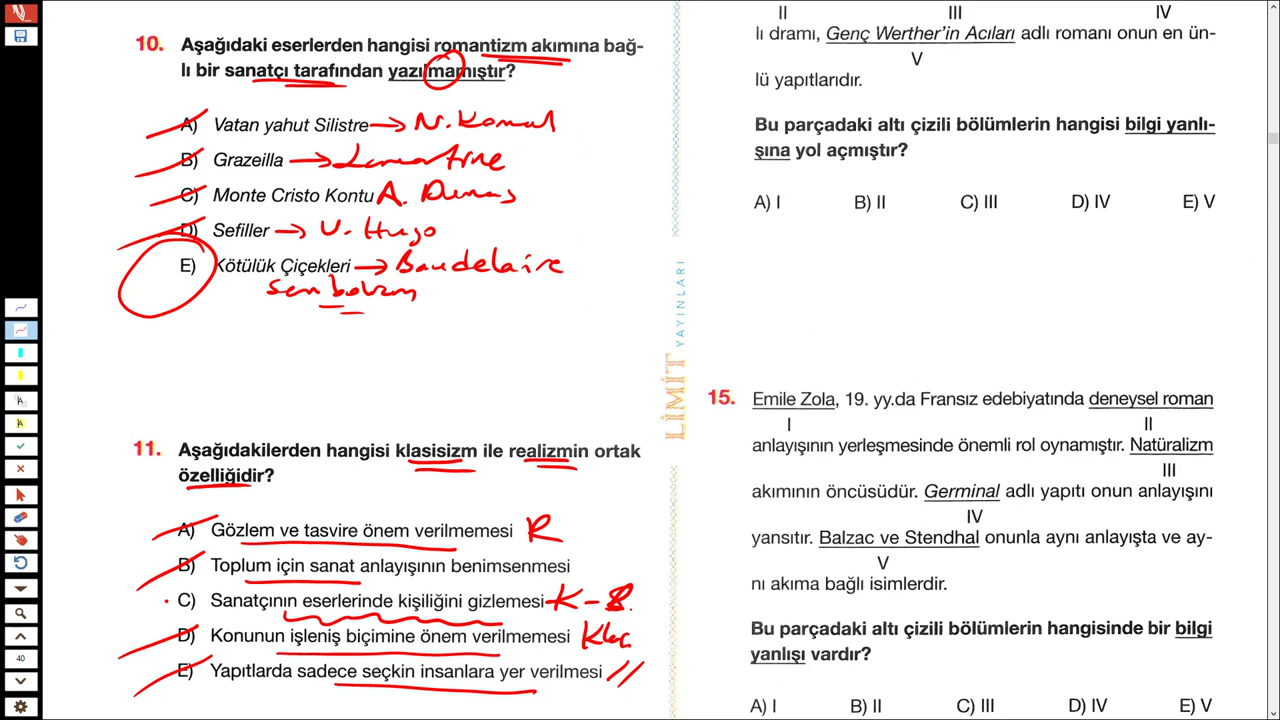 10. Aşağıdaki eserlerden hangisi romantizm akımına bağ-
lı bir sanatçı tarafından yazılmamıştır?
A) Vatan yahut Silistre → N. Kemal
B) Grazeilla → Lamartine
C) Monte Cristo Kontu A. Dumas
D) Sefiller → V. Hugo
E) Kötülük Çiçekleri → Baudelaire
Sembolizm
11. Aşağıdakilerden hangisi klasisizm ile realizmin ortak
özelliğidir?
A) Gözlem ve tasvire önem verilmemesi R
B) Toplum için sanat anlayışının benimsenmesi
C) Sanatçının eserlerinde kişiliğini gizlemesi K -
D) Konunun işleniş biçimine önem verilmemesi Klas
E) Yapıtlarda sadece seçkin insanlara yer verilmesi //
LİMİT YAYINLARI
II III IV
lı dramı, Genç Werther'in Acıları adlı romanı onun en ün-
V
lü yapıtlarıdır.
Bu parçadaki altı çizili bölümlerin hangisi bilgi yanlı-
şına yol açmıştır?
A) I B) II C) III D) IV E) V
15. Emile Zola, 19. yy.da Fransız edebiyatında deneysel roman
I II
anlayışının yerleşmesinde önemli rol oynamıştır. Natüralizm
III
akımının öncüsüdür. Germinal adlı yapıtı onun anlayışını
IV
yansıtır. Balzac ve Stendhal onunla aynı anlayışta ve ay-
V
nı akıma bağlı isimlerdir.
Bu parçadaki altı çizili bölümlerin hangisinde bir bilgi
yanlışı vardır?
A) I B) II C) III D) IV E) V
A
A
40